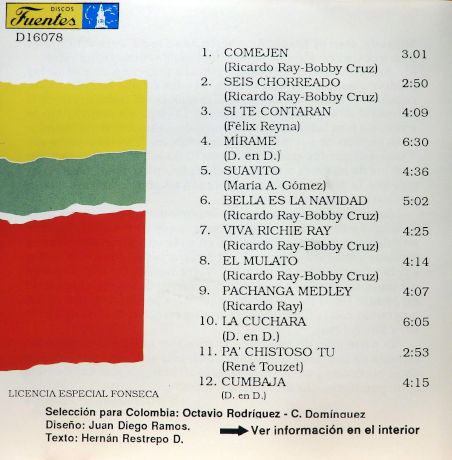 DISCOS
Fuentes
D16078
1. COMEJEN 3.01
(Ricardo Ray-Bobby Cruz)
2. SEIS CHORREADO 2:50
(Ricardo Ray-Bobby Cruz)
3. SI TE CONTARAN 4:09
(Félix Reyna)
4. MÍRAME 6:30
(D. en D.)
5. SUAVITO 4:36
(María A. Gómez)
6. BELLA ES LA NAVIDAD 5:02
(Ricardo Ray-Bobby Cruz)
7. VIVA RICHIE RAY 4:25
(Ricardo Ray-Bobby Cruz)
8. EL MULATO 4:14
(Ricardo Ray-Bobby Cruz)
9. PACHANGA MEDLEY 4:07
(Ricardo Ray)
10. LA CUCHARA 6:05
(D. en D.)
11. PA' CHISTOSO TU 2:53
(René Touzet)
12. CUMBAJA 4:15
(D. en D.)
LICENCIA ESPECIAL FONSECA
Selección para Colombia: Octavio Rodríguez - C. Domínguez
Diseño: Juan Diego Ramos.
Texto: Hernán Restrepo D.
Ver información en el interior